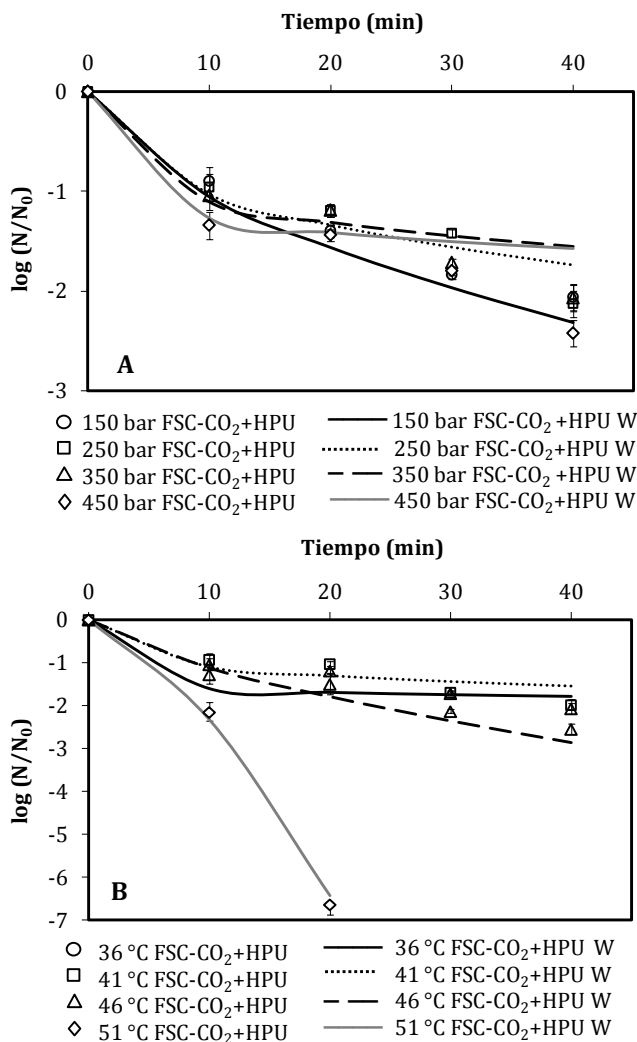 Tiempo (min)
0 10 20 30 40
0
-1
-2
-3
log (N/N₀)
A
150 bar FSC-CO₂+HPU 150 bar FSC-CO₂+HPU W
250 bar FSC-CO₂+HPU 250 bar FSC-CO₂+HPU W
350 bar FSC-CO₂+HPU 350 bar FSC-CO₂+HPU W
450 bar FSC-CO₂+HPU 450 bar FSC-CO₂+HPU W
Tiempo (min)
0 10 20 30 40
0
-1
-2
-3
-4
-5
-6
-7
log (N/N₀)
B
36 °C FSC-CO₂+HPU 36 °C FSC-CO₂+HPU W
41 °C FSC-CO₂+HPU 41 °C FSC-CO₂+HPU W
46 °C FSC-CO₂+HPU 46 °C FSC-CO₂+HPU W
51 °C FSC-CO₂+HPU 51 °C FSC-CO₂+HPU W